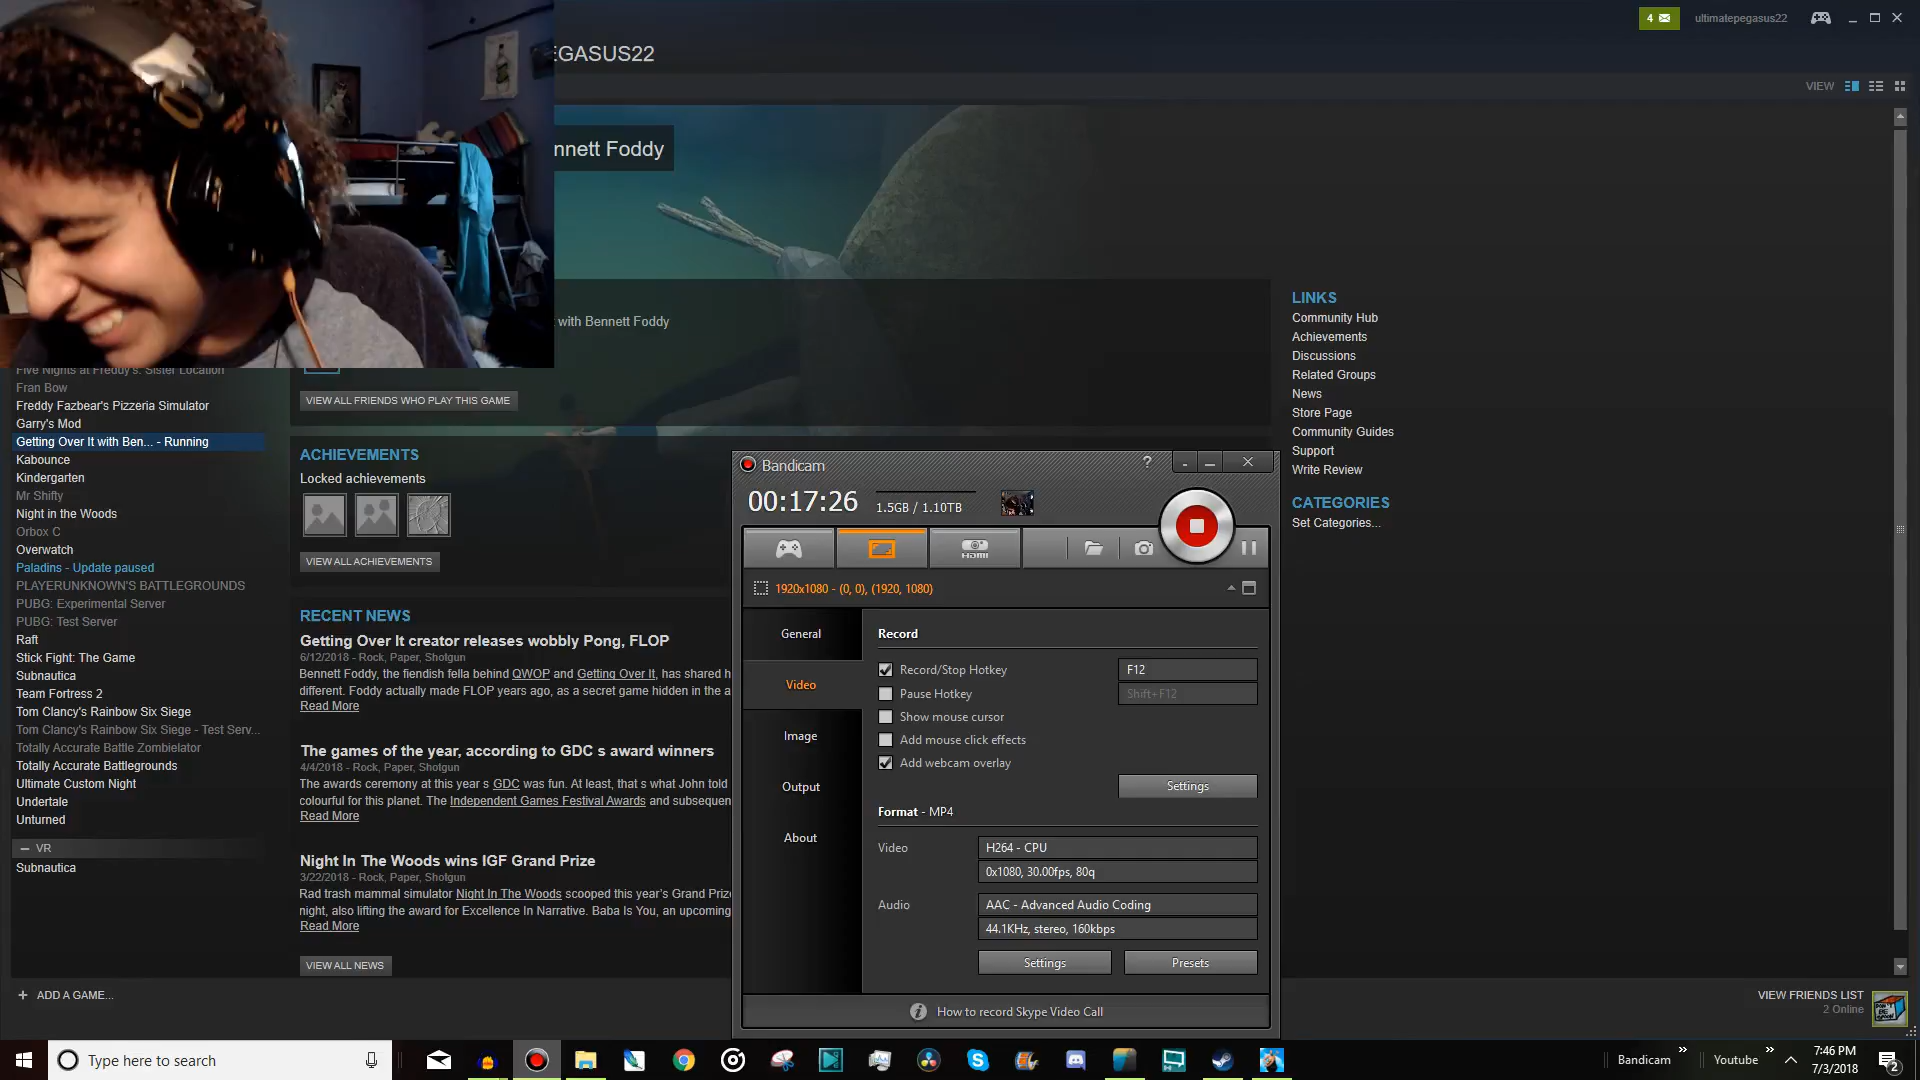 4
ultimatepegasus22
EGASUS22
VIEW
nnett Foddy
with Bennett Foddy
Five Nights at Freddy's: Sister Location
Fran Bow
Freddy Fazbear's Pizzeria Simulator
Garry's Mod
Getting Over It with Ben... - Running
Kabounce
Kindergarten
Mr Shifty
Night in the Woods
Orbox C
Overwatch
Paladins - Update paused
PLAYERUNKNOWN'S BATTLEGROUNDS
PUBG: Experimental Server
PUBG: Test Server
Raft
Stick Fight: The Game
Subnautica
Team Fortress 2
Tom Clancy's Rainbow Six Siege
Tom Clancy's Rainbow Six Siege - Test Serv...
Totally Accurate Battle Zombielator
Totally Accurate Battlegrounds
Ultimate Custom Night
Undertale
Unturned
VR
Subnautica
VIEW ALL FRIENDS WHO PLAY THIS GAME
ACHIEVEMENTS
Locked achievements
VIEW ALL ACHIEVEMENTS
RECENT NEWS
Getting Over It creator releases wobbly Pong, FLOP
6/12/2018 - Rock, Paper, Shotgun
Bennett Foddy, the fiendish fella behind QWOP and Getting Over It, has shared h
different. Foddy actually made FLOP years ago, as a secret game hidden in the a
Read More
The games of the year, according to GDC s award winners
4/4/2018 - Rock, Paper, Shotgun
The awards ceremony at this year s GDC was fun. At least, that s what John told
colourful for this planet. The Independent Games Festival Awards and subsequen
Read More
Night In The Woods wins IGF Grand Prize
3/22/2018 - Rock, Paper, Shotgun
Rad trash mammal simulator Night In The Woods scooped this year's Grand Prize
night, also lifting the award for Excellence In Narrative. Baba Is You, an upcoming
Read More
VIEW ALL NEWS
LINKS
Community Hub
Achievements
Discussions
Related Groups
News
Store Page
Community Guides
Support
Write Review
CATEGORIES
Set Categories...
Bandicam
00:17:26
1.5GB / 1.10TB
HDMI
1920x1080 - (0, 0), (1920, 1080)
General
Video
Image
Output
About
Record
Record/Stop Hotkey
F12
Pause Hotkey
Shift+F12
Show mouse cursor
Add mouse click effects
Add webcam overlay
Settings
Format - MP4
Video
H264 - CPU
0x1080, 30.00fps, 80q
Audio
AAC - Advanced Audio Coding
44.1KHz, stereo, 160kbps
Settings
Presets
How to record Skype Video Call
ADD A GAME...
VIEW FRIENDS LIST
2 Online
Type here to search
Bandicam
Youtube
7:46 PM
7/3/2018
2